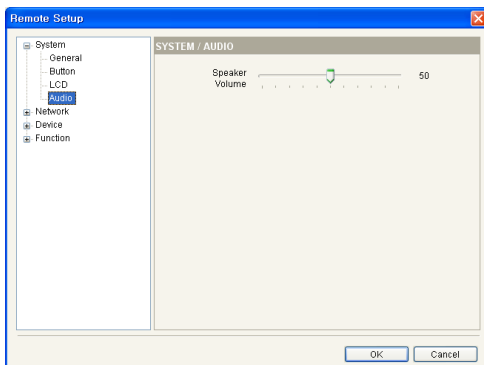 Remote Setup
System
General
Button
LCD
Audio
Network
Device
Function
SYSTEM / AUDIO
Speaker
Volume
50
OK
Cancel